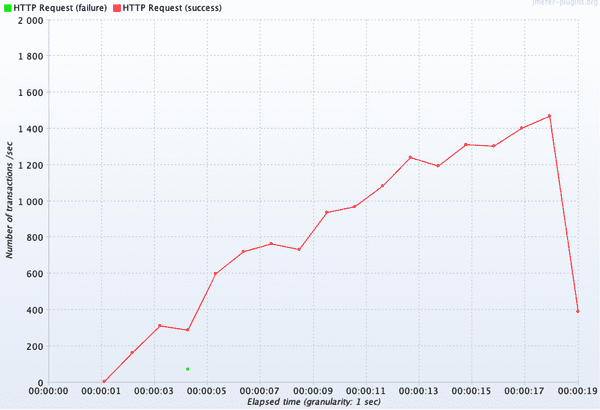 jmeter-plugins.org
HTTP Request (failure) HTTP Request (success)
2 000
1 800
1 600
1 400
1 200
1 000
800
600
400
200
0
Number of transactions /sec
00:00:00 00:00:01 00:00:03 00:00:05 00:00:07 00:00:09 00:00:11 00:00:13 00:00:15 00:00:17 00:00:19
Elapsed time (granularity: 1 sec)